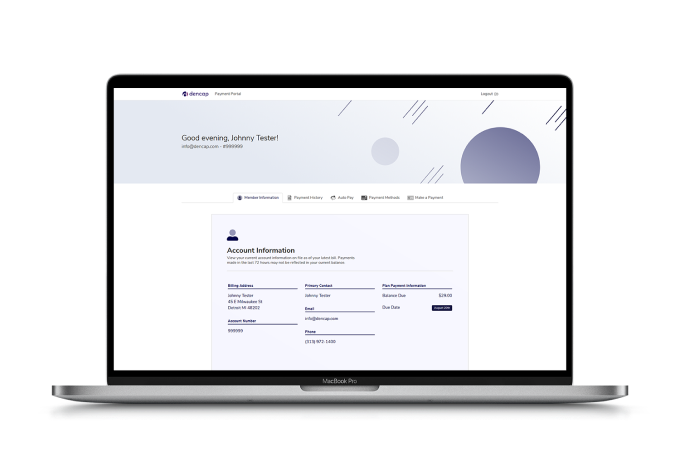 dencap Payment Portal Logout
Good evening, Johnny Tester!
info@dencap.com - #999999
Member Information Payment History Auto Pay Payment Methods Make a Payment
Account Information
View your current account information on file as of your latest bill. Payments
made in the last 72 hours may not be reflected in your current balance.
Billing Address
Johnny Tester
45 E Milwaukee St
Detroit MI 48202
Account Number
999999
Primary Contact
Johnny Tester
Email
info@dencap.com
Phone
(313) 972-1400
Plan Payment Information
Balance Due $29.00
Due Date
MacBook Pro